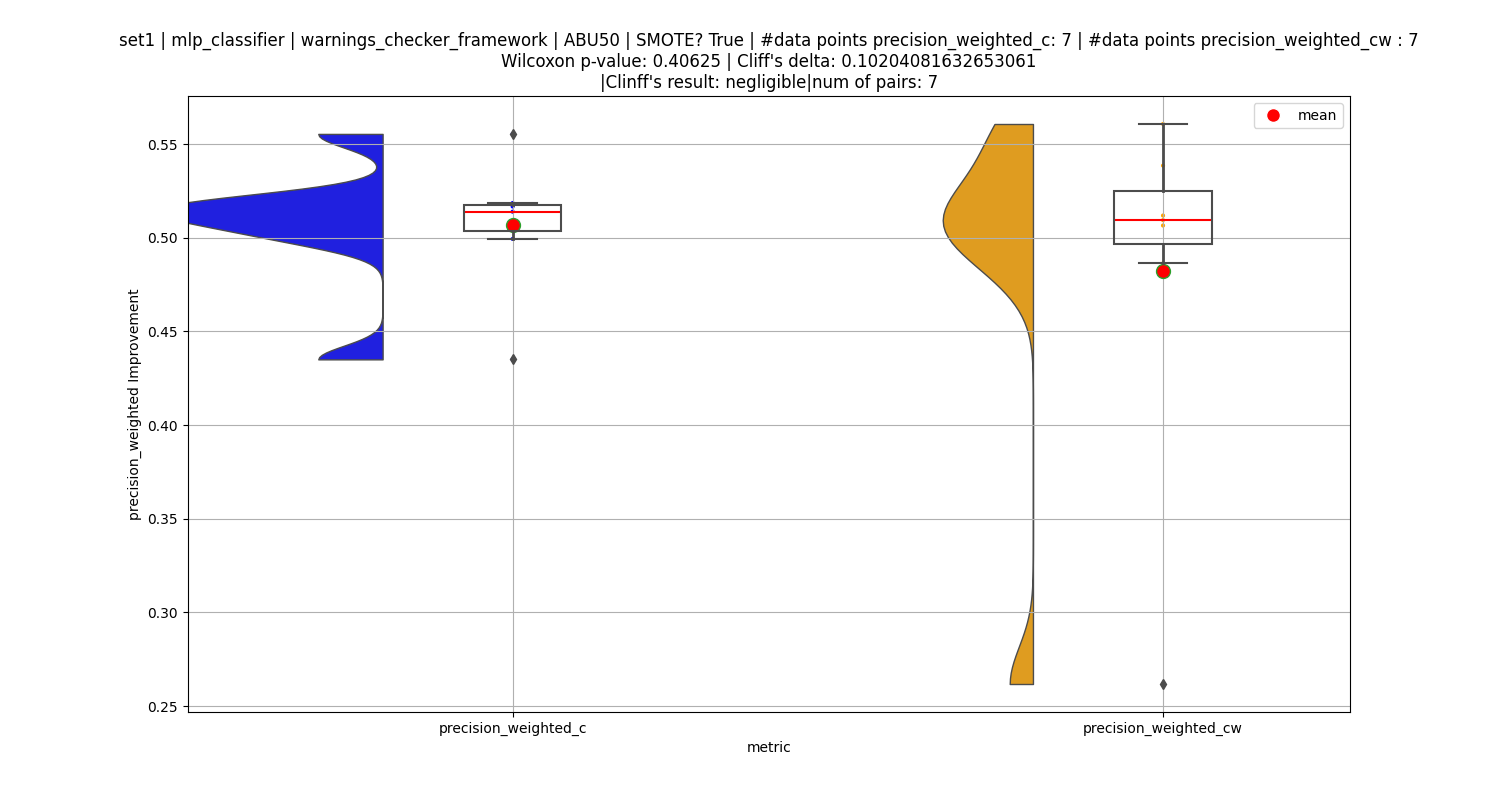 set1 | mlp_classifier | warnings_checker_framework | ABU50 | SMOTE? True | #data points precision_weighted_c: 7 | #data points precision_weighted_cw : 7
Wilcoxon p-value: 0.40625 | Cliff's delta: 0.10204081632653061
|Clinff's result: negligible|num of pairs: 7
mean
0.55
0.50
0.45
0.40
0.35
0.30
0.25
precision_weighted Improvement
precision_weighted_c
precision_weighted_cw
metric